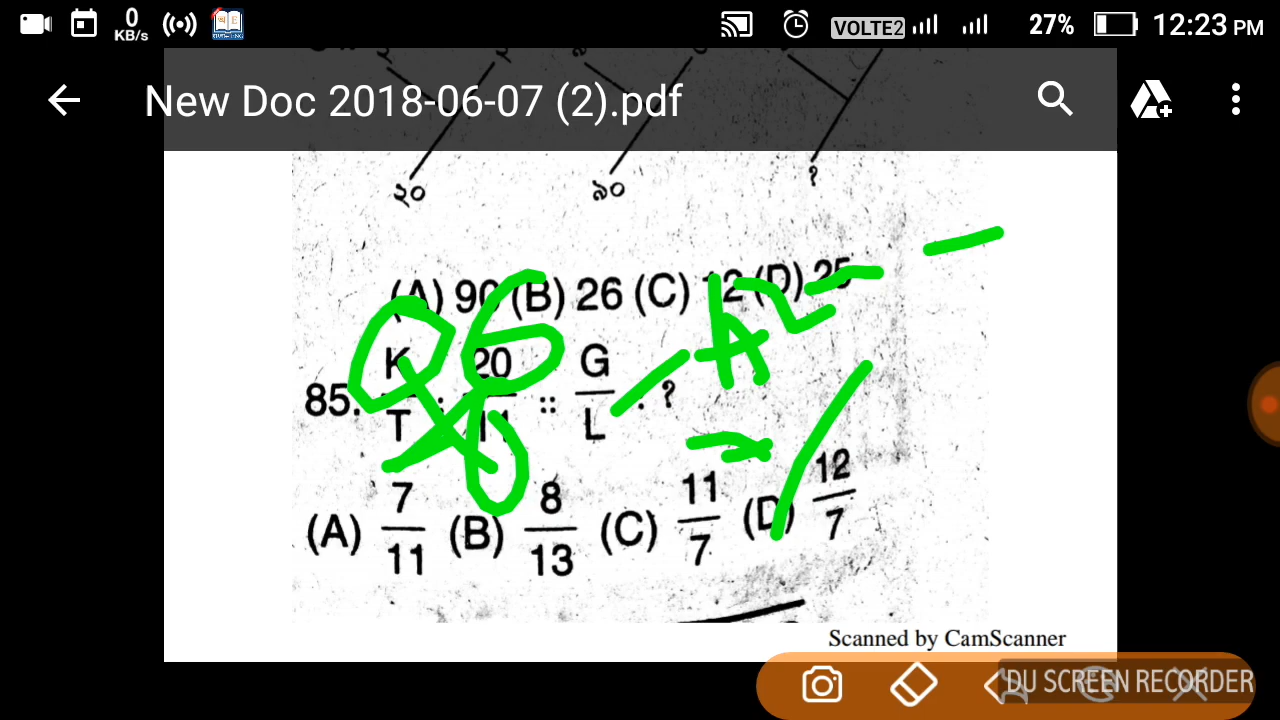 0
KB/s
VOLTE2
27%
12:23 PM
New Doc 2018-06-07 (2).pdf
২০
৯০
?
(A) 90 (B) 26 (C) 12 (D) 25
K 20 G
85. — : — :: — : ?
T 11 L
7 8 11 12
(A) — (B) — (C) — (D) —
11 13 7 7
Scanned by CamScanner
DU SCREEN RECORDER